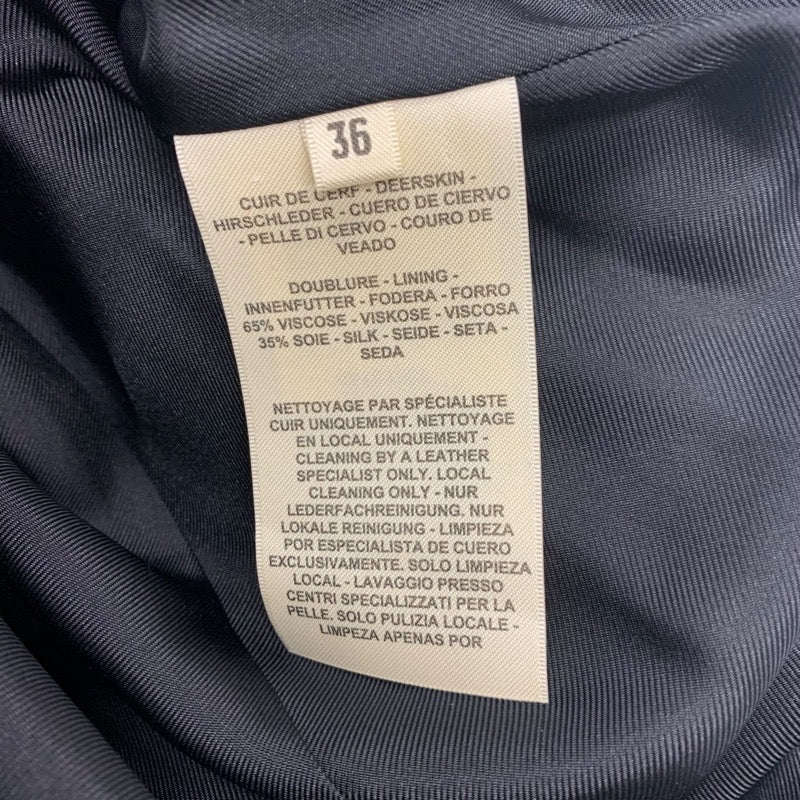 36
CUIR DE CERF - DEERSKIN -
HIRSCHLEDER - CUERO DE CIERVO
- PELLE DI CERVO - COURO DE
VEADO
DOUBLURE - LINING -
INNENFUTTER - FODERA - FORRO
65% VISCOSE - VISKOSE - VISCOSA
35% SOIE - SILK - SEIDE - SETA -
SEDA
NETTOYAGE PAR SPÉCIALISTE
CUIR UNIQUEMENT. NETTOYAGE
EN LOCAL UNIQUEMENT -
CLEANING BY A LEATHER
SPECIALIST ONLY. LOCAL
CLEANING ONLY - NUR
LEDERFACHREINIGUNG. NUR
LOKALE REINIGUNG - LIMPIEZA
POR ESPECIALISTA DE CUERO
EXCLUSIVAMENTE. SOLO LIMPIEZA
LOCAL - LAVAGGIO PRESSO
CENTRI SPECIALIZZATI PER LA
PELLE. SOLO PULIZIA LOCALE -
LIMPEZA APENAS POR